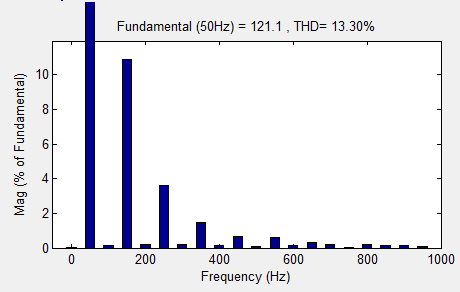 Fundamental (50Hz) = 121.1 , THD= 13.30%
10
8
6
4
2
0
Mag (% of Fundamental)
0 200 400 600 800 1000
Frequency (Hz)